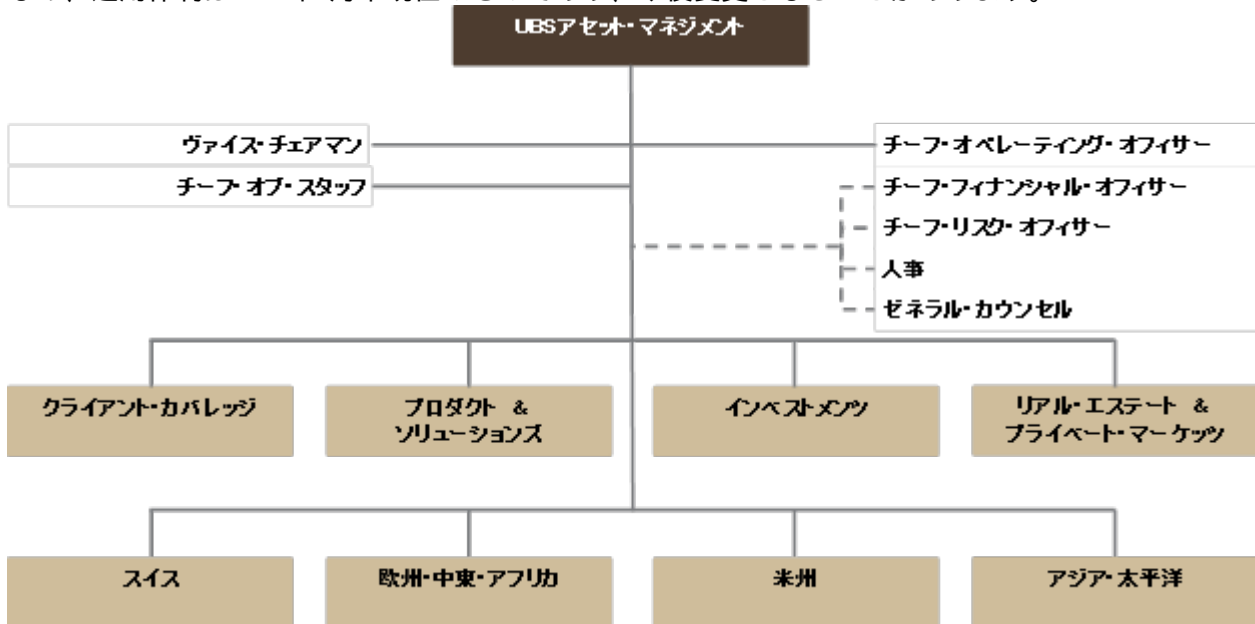 UBSアセット・マネジメント
ヴァイス・チェアマン
チーフ・オペレーティング・オフィサー
チーフ・オブ・スタッフ
チーフ・フィナンシャル・オフィサー
チーフ・リスク・オフィサー
人事
ゼネラル・カウンセル
クライアント・カバレッジ
プロダクト &
ソリューションズ
インベストメンツ
リアル・エステート &
プライベート・マーケッツ
スイス
欧州・中東・アフリカ
米州
アジア・太平洋